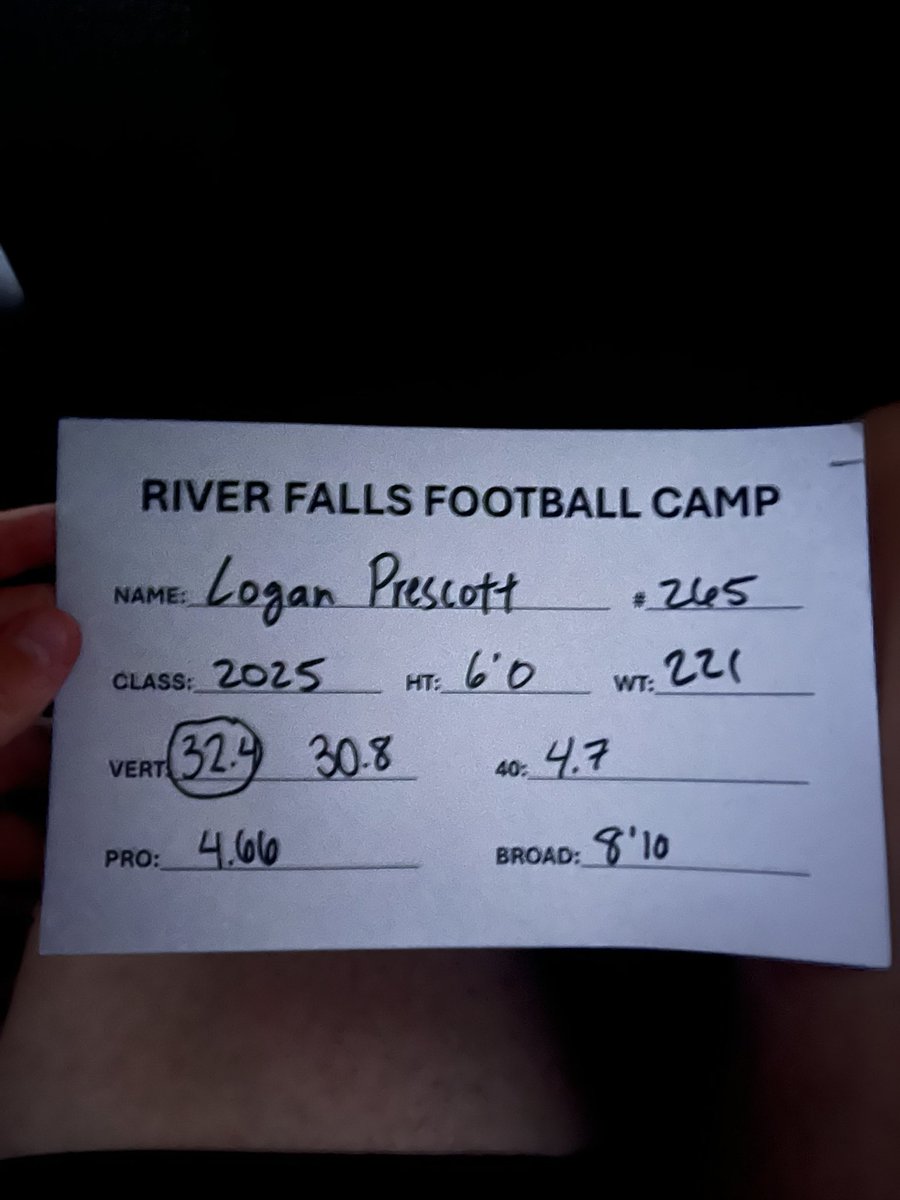 RIVER FALLS FOOTBALL CAMP
NAME: Logan Prescott # 265
CLASS: 2025 HT: 6'0 WT: 221
VERT: 32.4 30.8 40: 4.7
PRO: 4.66 BROAD: 8'10